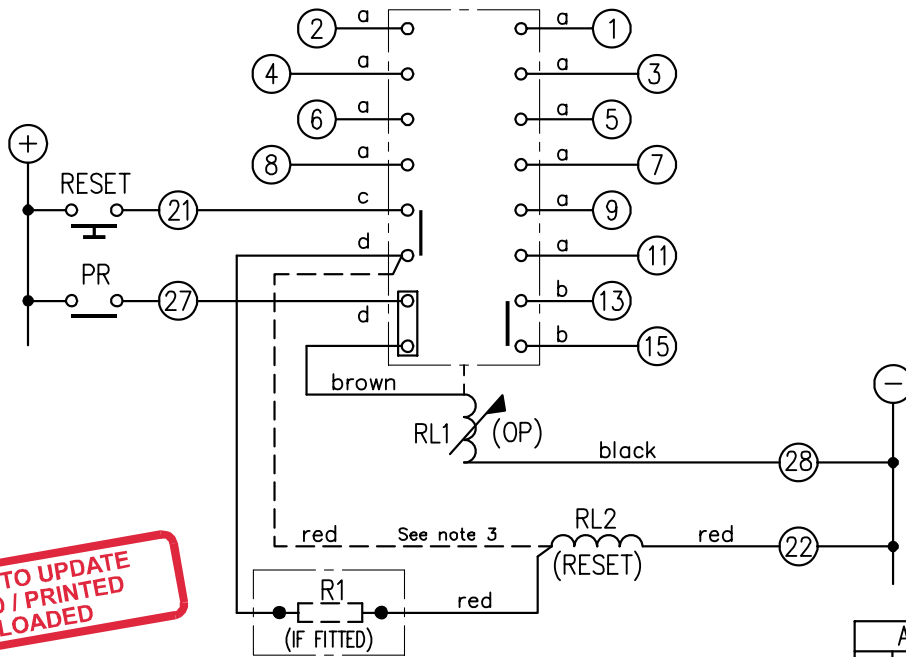 2 a a 1
4 a a 3
6 a a 5
8 a a 7
+
RESET 21 c a 9
d a 11
PR 27 d b 13
b 15
brown
RL1 (OP)
−
black 28
red See note 3 RL2 red 22
(RESET)
R1 red
(IF FITTED)
TO UPDATE
/ PRINTED
LOADED
A